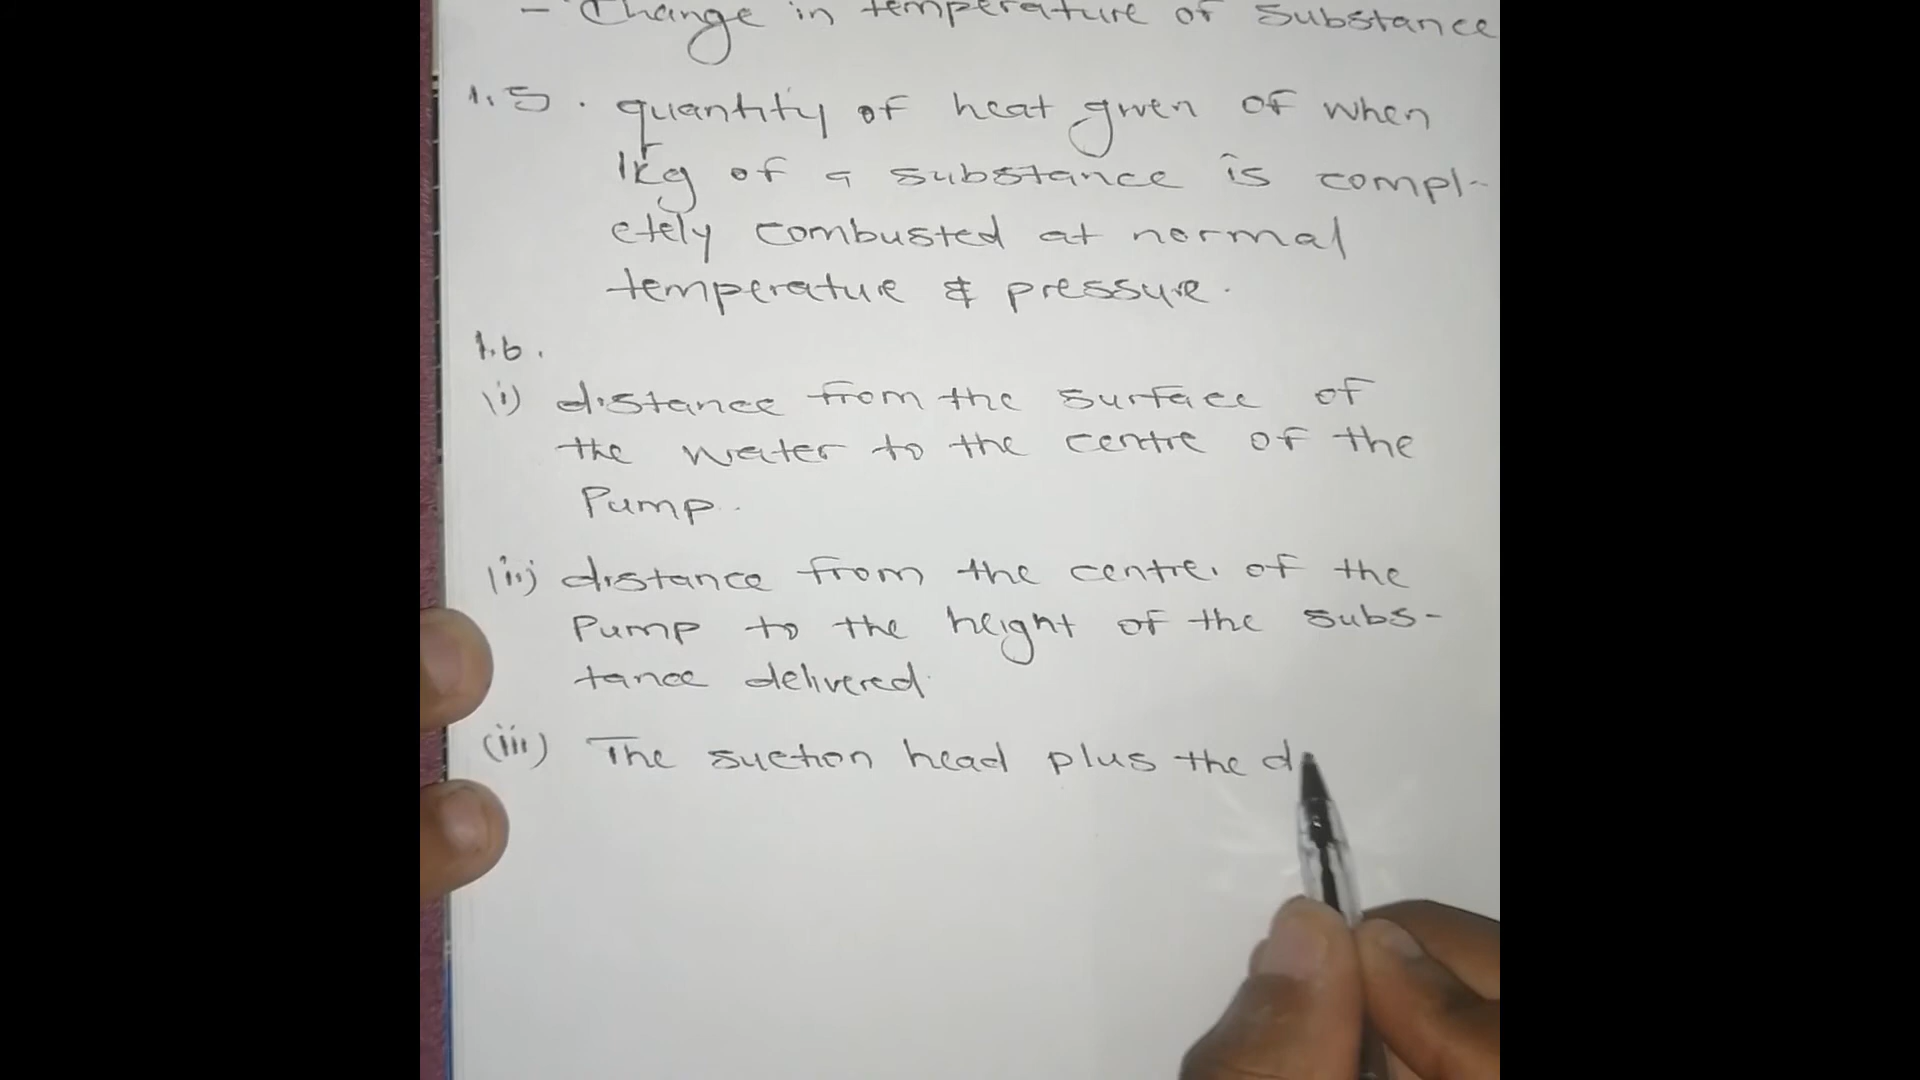 - Change in temperature of substance
1.5. quantity of heat given of when
1kg of a substance is compl-
etely combusted at normal
temperature & pressure.
1.6.
(i) distance from the surface of
the water to the centre of the
Pump.
(ii) distance from the centre. of the
Pump to the height of the subs-
tance delivered.
(iii) The suction head plus the d